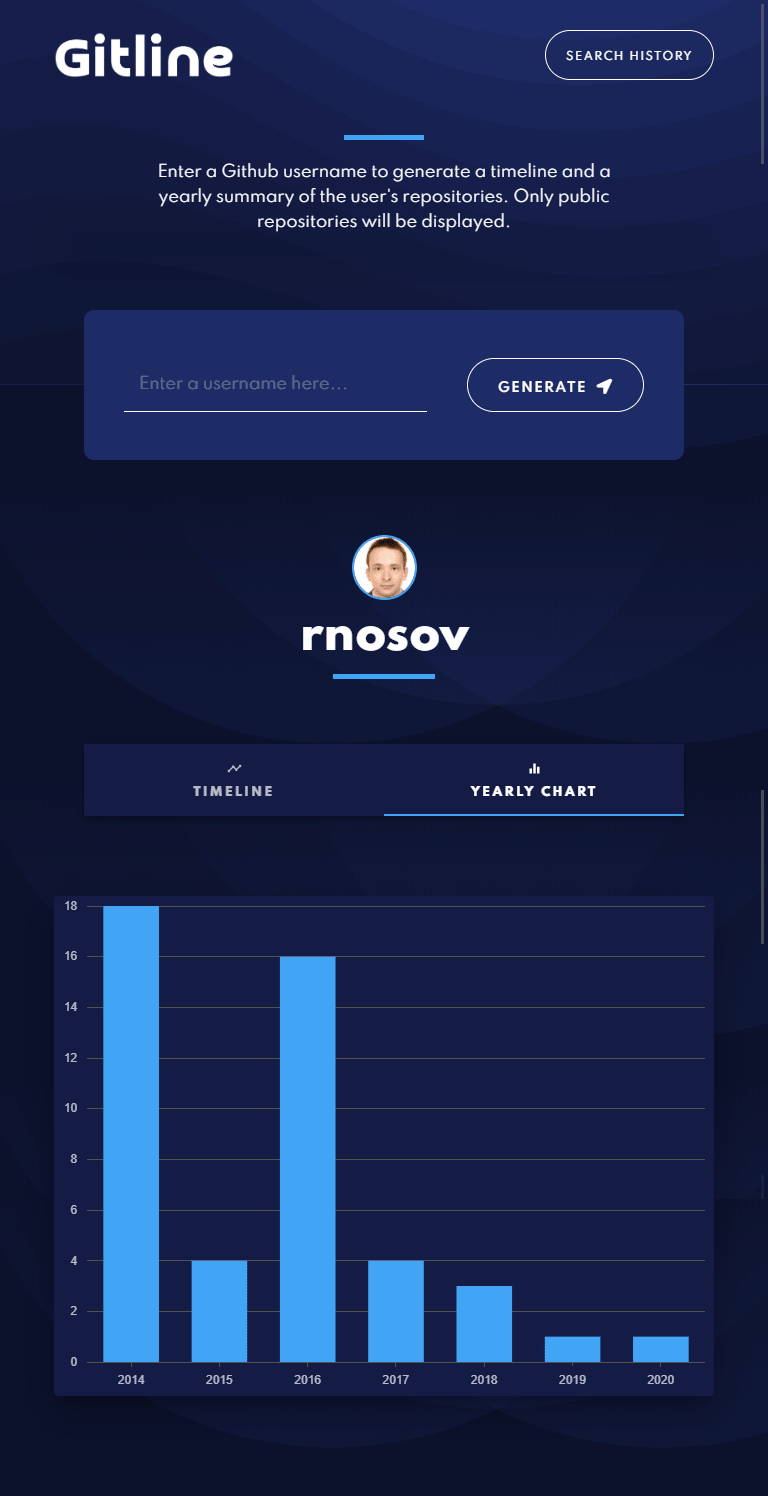 Gitline
SEARCH HISTORY
Enter a Github username to generate a timeline and a
yearly summary of the user's repositories. Only public
repositories will be displayed.
Enter a username here...
GENERATE
rnosov
TIMELINE
YEARLY CHART
18
16
14
12
10
8
6
4
2
0
2014 2015 2016 2017 2018 2019 2020